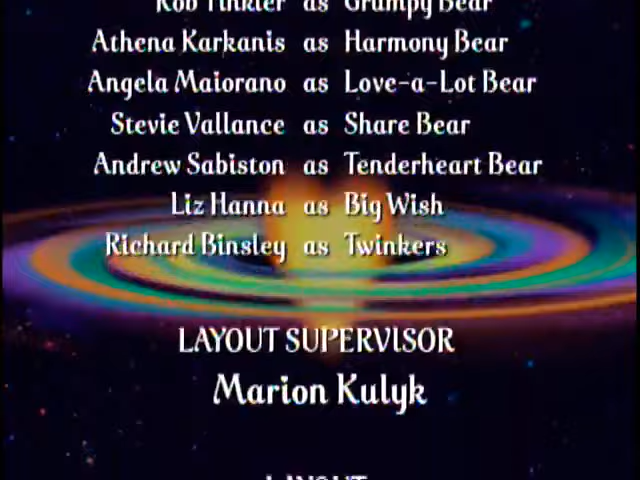 Rob Tinkler as Grumpy Bear
Athena Karkanis as Harmony Bear
Angela Maiorano as Love-a-Lot Bear
Stevie Vallance as Share Bear
Andrew Sabiston as Tenderheart Bear
Liz Hanna as Big Wish
Richard Binsley as Twinkers
LAYOUT SUPERVISOR
Marion Kulyk
LAYOUT